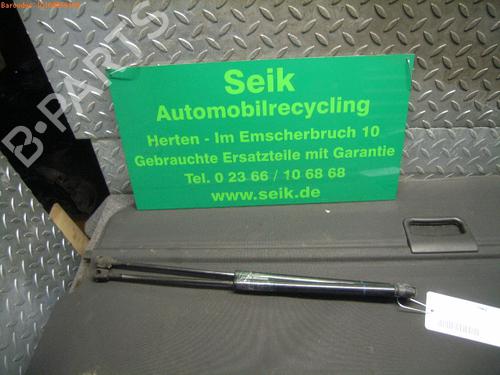 Seik
Automobilrecycling
Herten - Im Emscherbruch 10
Gebrauchte Ersatzteile mit Garantie
Tel. 0 23 66 / 10 68 68
www.seik.de
B-PARTS